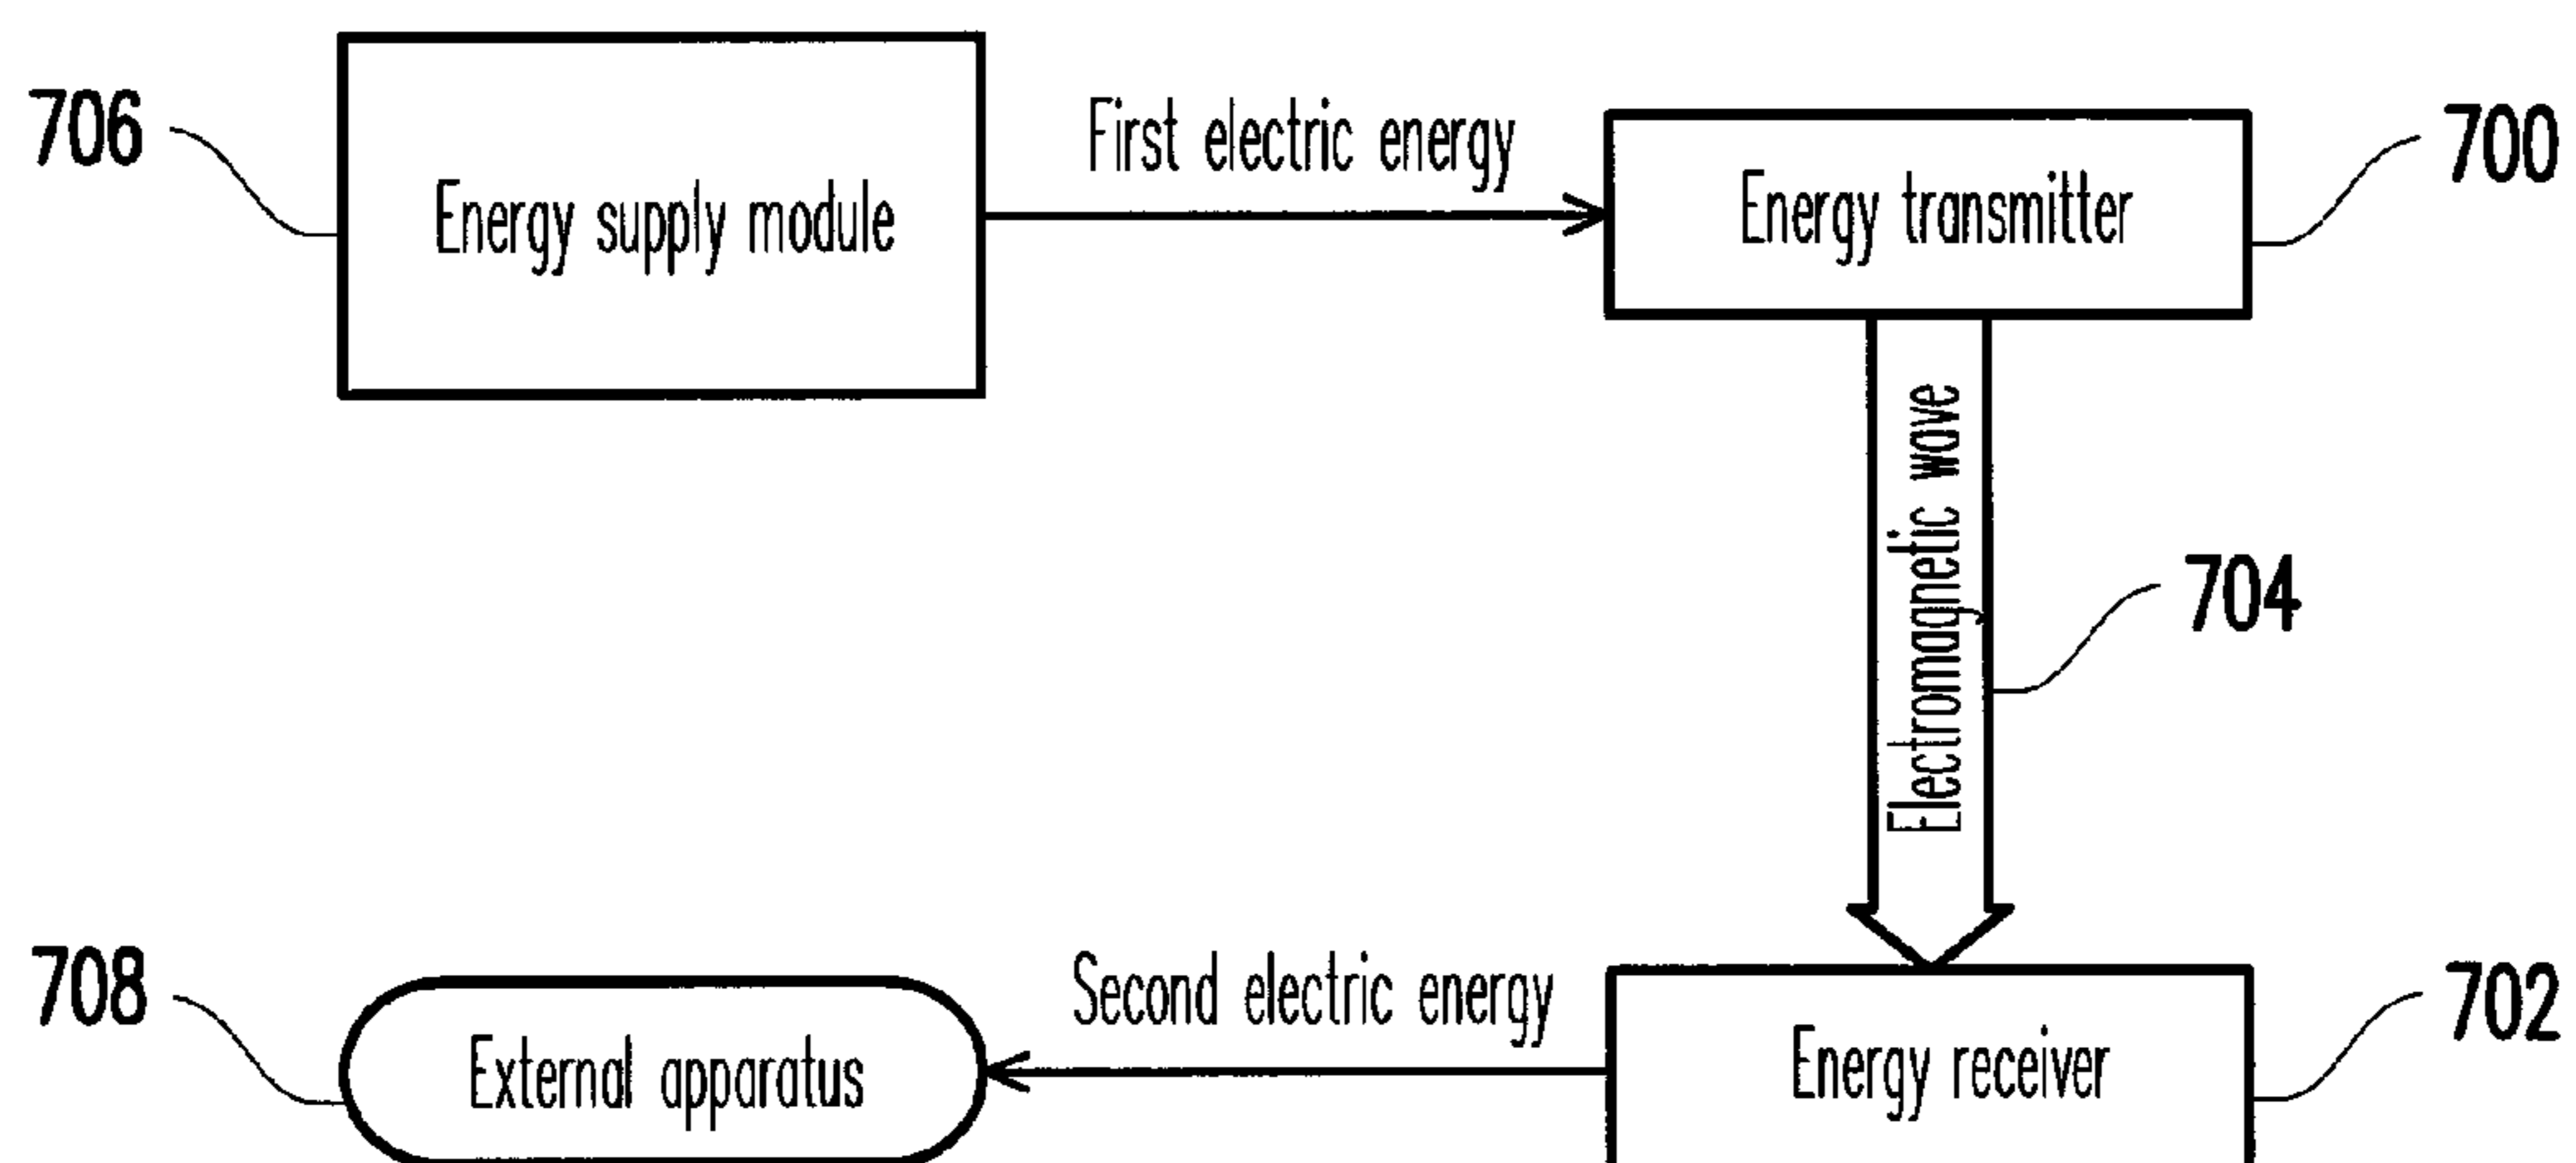 706
Energy supply module
First electric energy
Energy transmitter
700
Electromagnetic wave
704
708
External apparatus
Second electric energy
Energy receiver
702